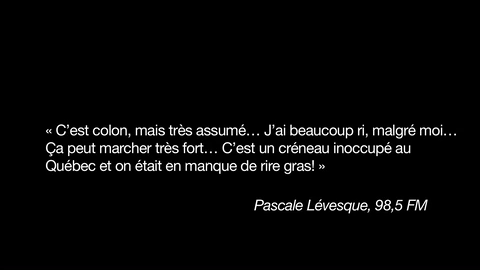 « C’est colon, mais très assumé… J’ai beaucoup ri, malgré moi…
Ça peut marcher très fort… C’est un créneau inoccupé au
Québec et on était en manque de rire gras! »
Pascale Lévesque, 98,5 FM